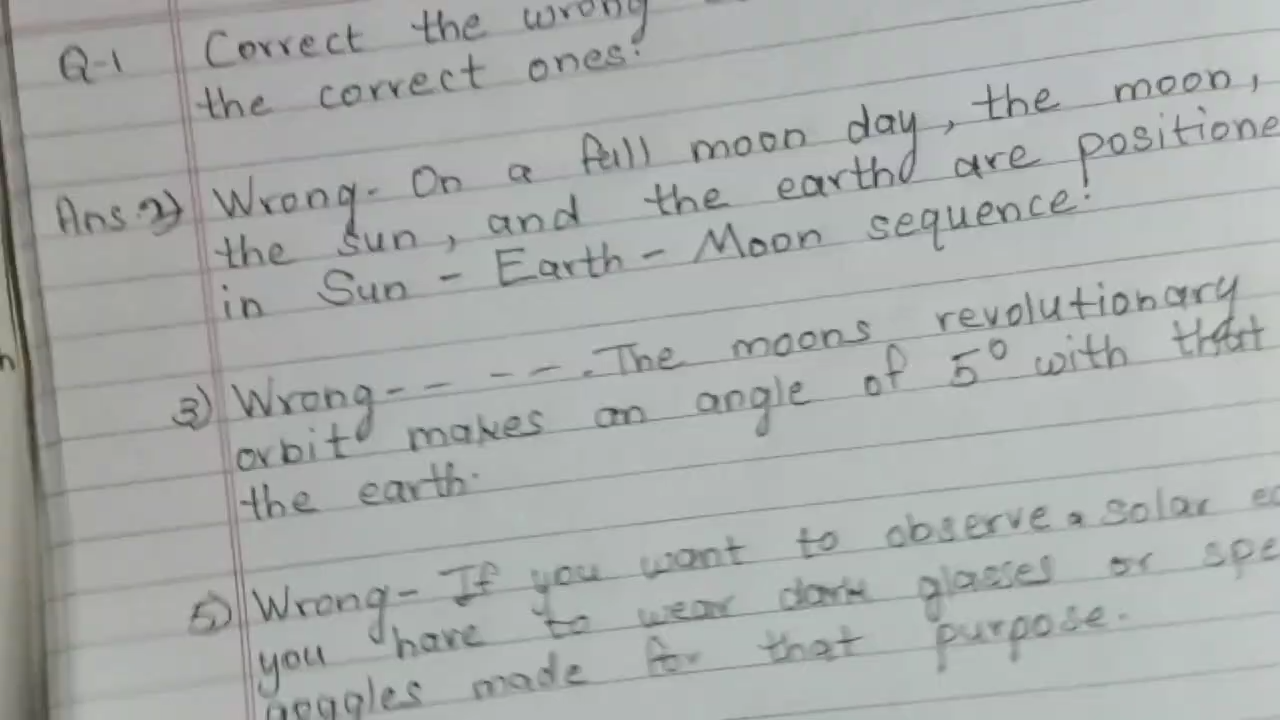 Q-1 Correct the wrong
the correct ones.
Ans 2) Wrong- On a full moon day, the moon,
the sun, and the earth are positione
in Sun - Earth - Moon sequence.
3) Wrong- - - - -. The moons revolutionary
orbit makes an angle of 5° with that
the earth.
5) Wrong- If you want to observe a solar ec
you have to wear dark glasses or spe
goggles made for that purpose.